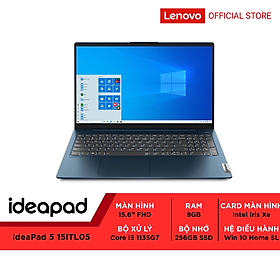 Lenovo OFFICIAL STORE
ideapad
IdeaPad 5 15ITL05
MÀN HÌNH
15.6" FHD
RAM
8GB
CARD MÀN HÌNH
Intel Iris Xe
BỘ XỬ LÝ
Core i5 1135G7
BỘ NHỚ
256GB SSD
HỆ ĐIỀU HÀNH
Win 10 Home SL